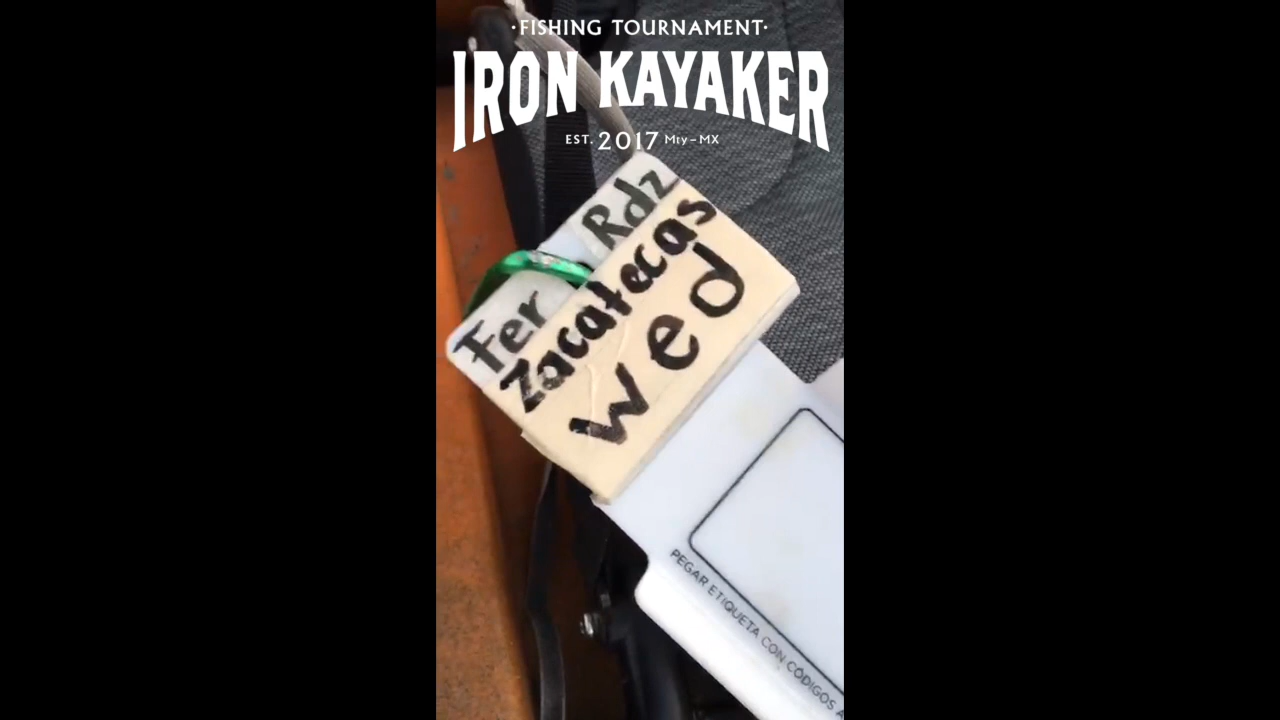 ·FISHING TOURNAMENT·
IRON KAYAKER
EST. 2017 Mty-MX
Fer Rdz
Zacatecas
wed
PEGAR ETIQUETA CON CÓDIGOS